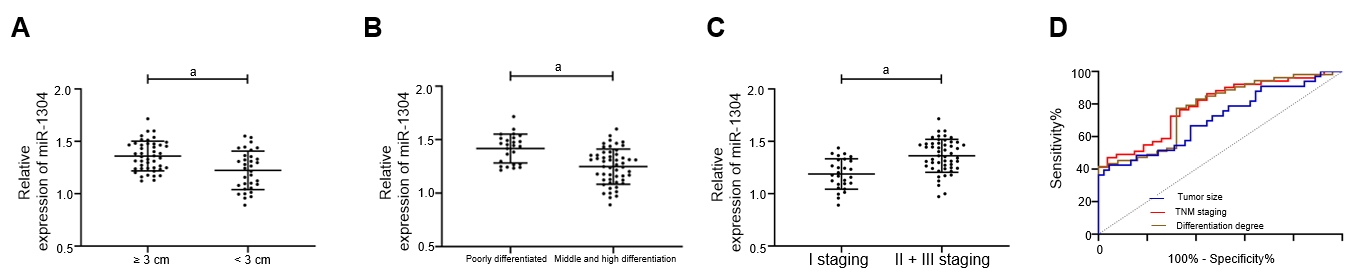 A
Relative
expression of miR-1304
2.0
1.5
1.0
0.5
a
≥ 3 cm
< 3 cm
B
Relative
expression of miR-1304
2.0
1.5
1.0
0.5
a
Poorly differentiated
Middle and high differentiation
C
Relative
expression of miR-1304
2.0
1.5
1.0
0.5
a
I staging
II + III staging
D
Sensitivity%
100
80
60
40
20
0
Tumor size
TNM staging
Differentiation degree
0
100% - Specificity%